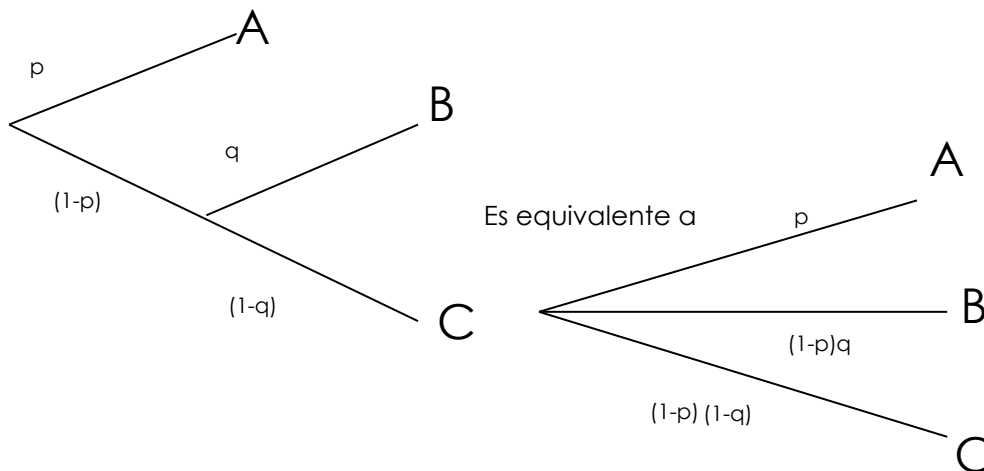 A
p
B
q
(1-p)
(1-q)
C
Es equivalente a
A
p
B
(1-p)q
(1-p) (1-q)
C